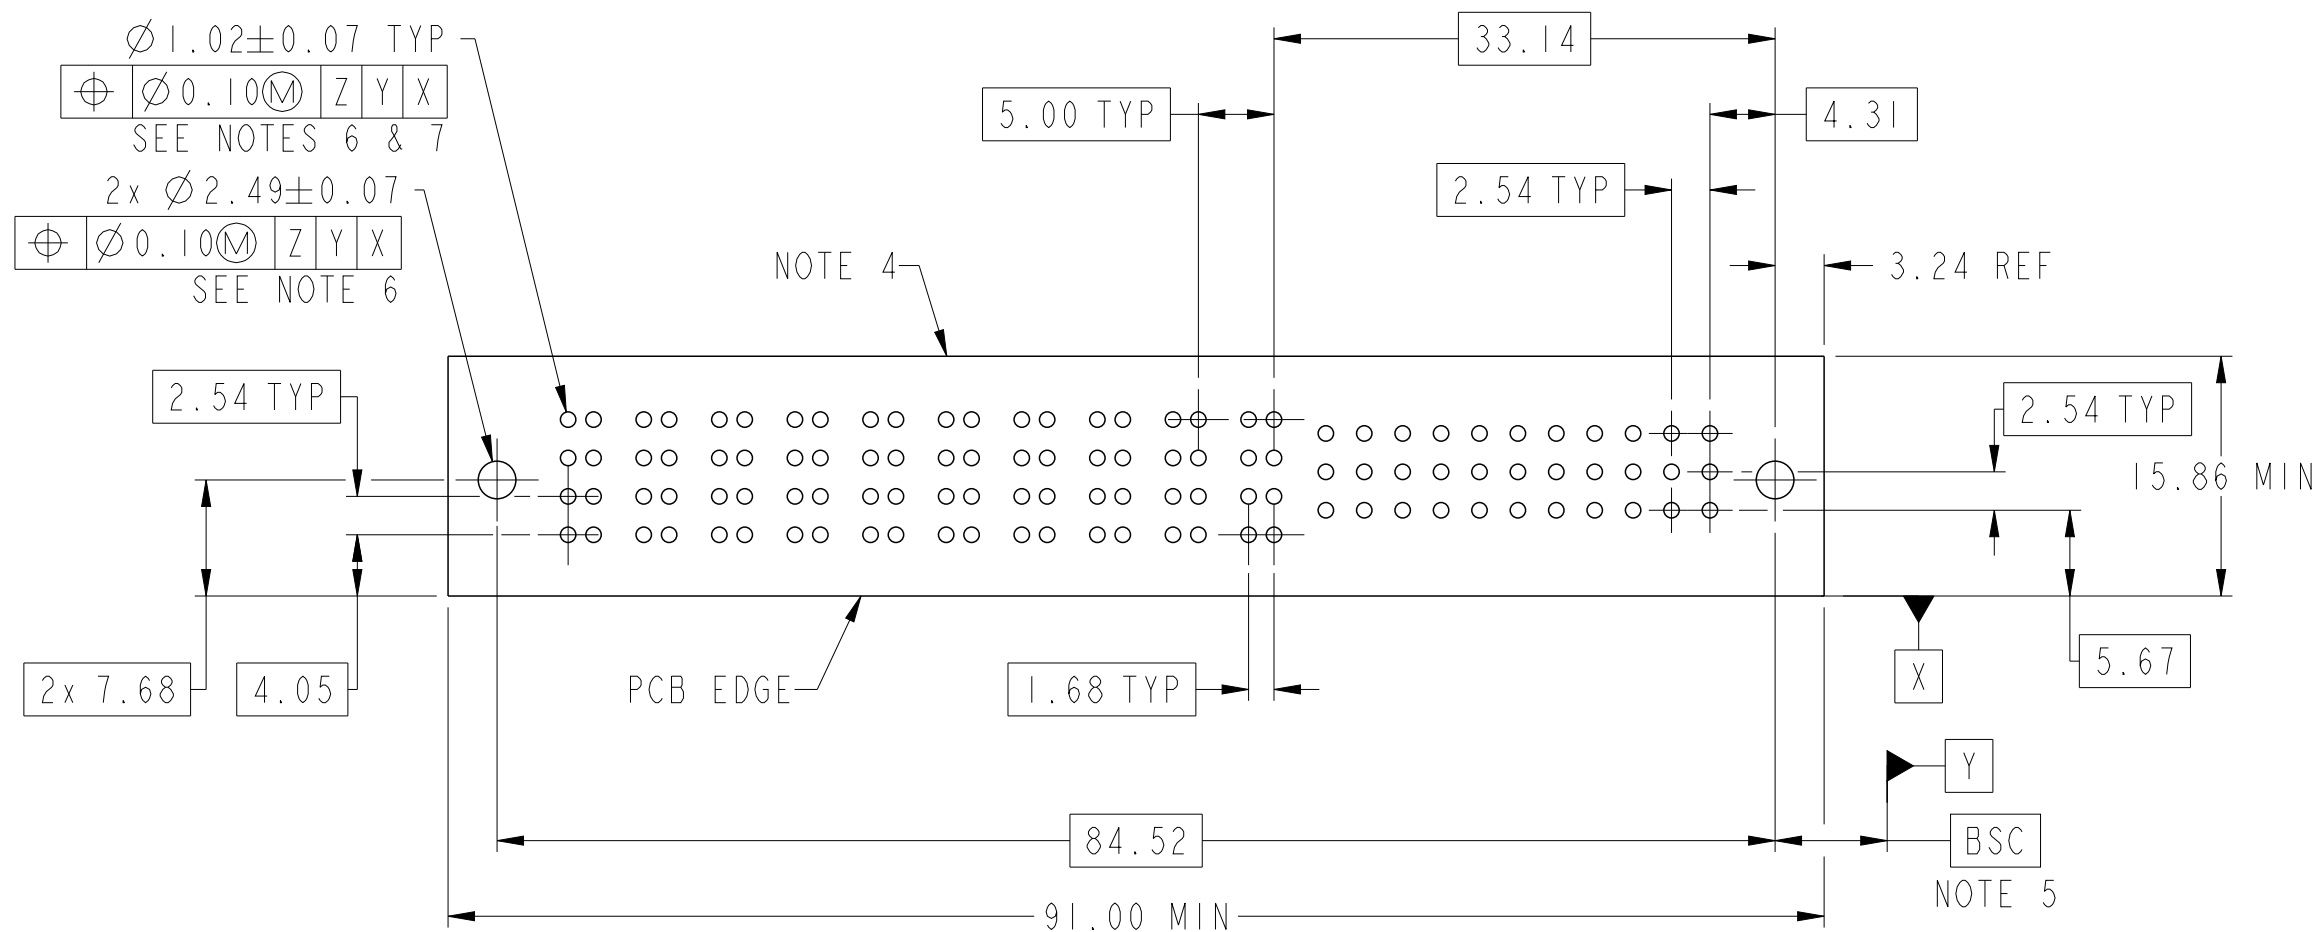 Ø1.02±0.07 TYP
⌖ Ø0.10Ⓜ Z Y X
SEE NOTES 6 & 7
2x Ø2.49±0.07
⌖ Ø0.10Ⓜ Z Y X
SEE NOTE 6
33.14
5.00 TYP
4.31
2.54 TYP
NOTE 4
3.24 REF
2.54 TYP
2.54 TYP
15.86 MIN
2x 7.68
4.05
PCB EDGE
1.68 TYP
X
5.67
Y
84.52
BSC
NOTE 5
91.00 MIN